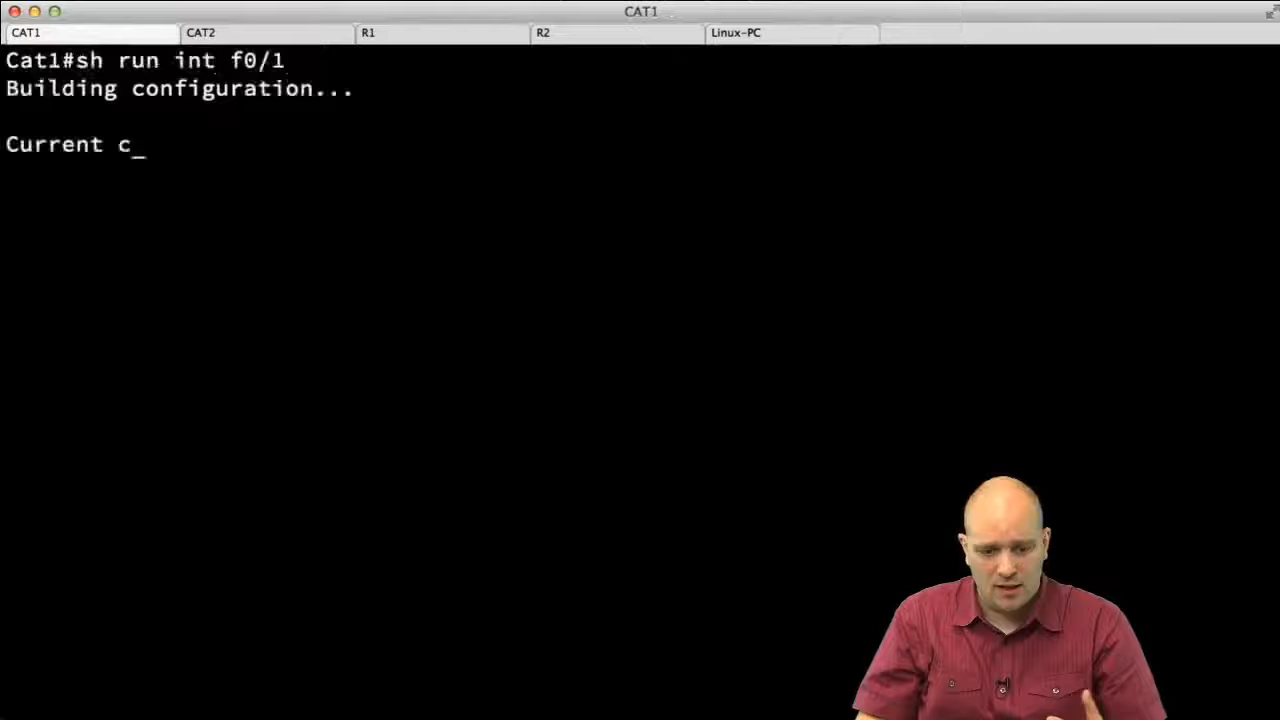 CAT1
CAT1
CAT2
R1
R2
Linux-PC
Cat1#sh run int f0/1
Building configuration...
Current c_